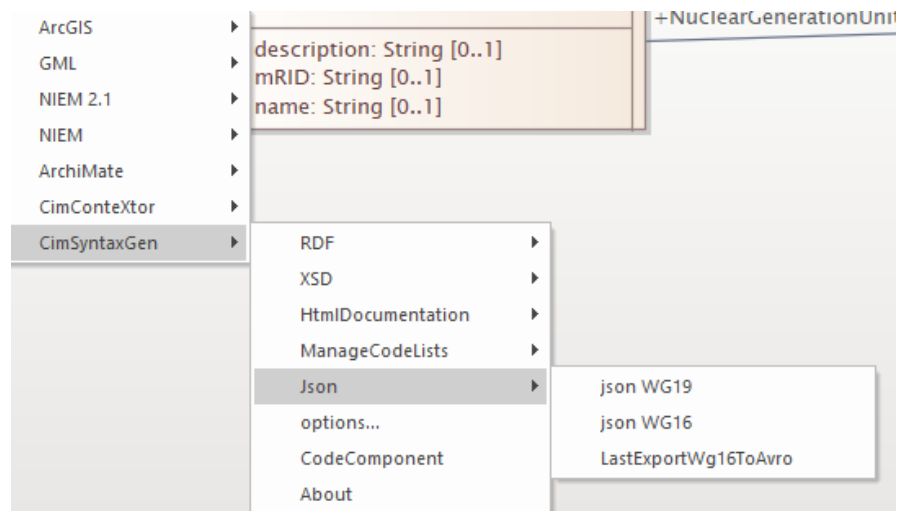 ArcGIS
GML
NIEM 2.1
NIEM
ArchiMate
CimConteXtor
CimSyntaxGen
description: String [0..1]
mRID: String [0..1]
name: String [0..1]
+NuclearGenerationUnit
RDF
XSD
HtmlDocumentation
ManageCodeLists
Json
options...
CodeComponent
About
json WG19
json WG16
LastExportWg16ToAvro